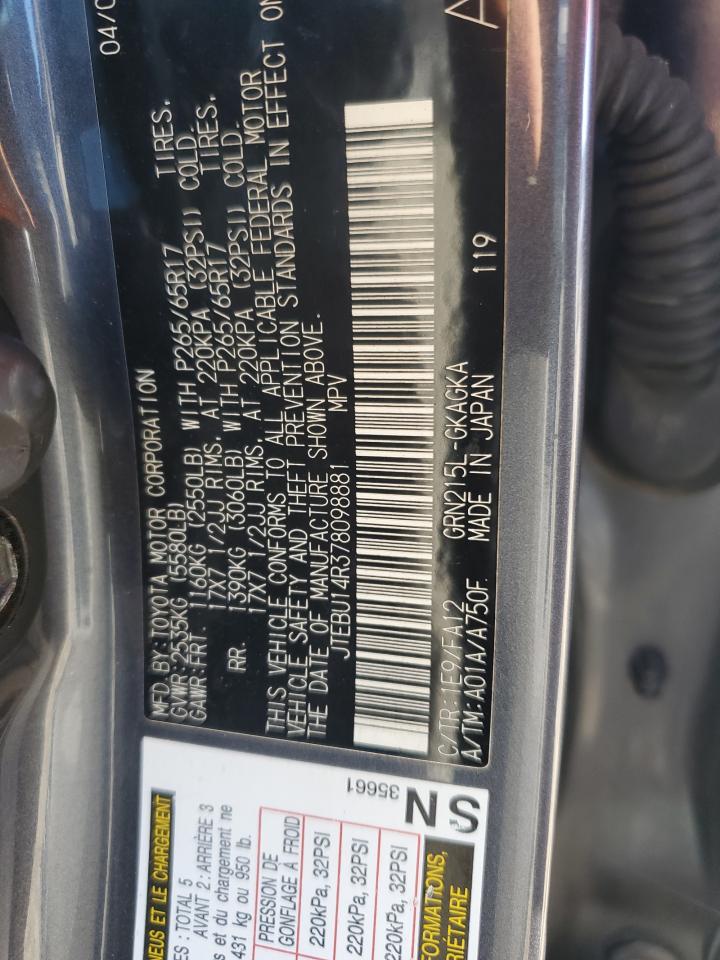 MFD.BY:TOYOTA MOTOR CORPORATION 04/0
GVWR:2535KG (5580LB)
GAWR:FRT 1160KG (2550LB) WITH P265/65R17 TIRES.
17X7 1/2JJ RIMS. AT 220KPA (32PSI) COLD.
RR. 1390KG (3060LB) WITH P265/65R17 TIRES.
17X7 1/2JJ RIMS. AT 220KPA (32PSI) COLD.
THIS VEHICLE CONFORMS TO ALL APPLICABLE FEDERAL MOTOR
VEHICLE SAFETY AND THEFT PREVENTION STANDARDS IN EFFECT ON
THE DATE OF MANUFACTURE SHOWN ABOVE.
JTEBU14R378098881 MPV
C/TR:1E9/FA12 GRN215L-GKAGKA 119
A/TM:A01A/A750F MADE IN JAPAN
A
NEUS ET LE CHARGEMENT
ES : TOTAL 5
AVANT 2 : ARRIÈRE 3
s et du chargement ne
431 kg ou 950 lb.
PRESSION DE
GONFLAGE À FROID
220kPa, 32PSI
220kPa, 32PSI
220kPa, 32PSI
35661
SN
FORMATIONS,
RIÉTAIRE